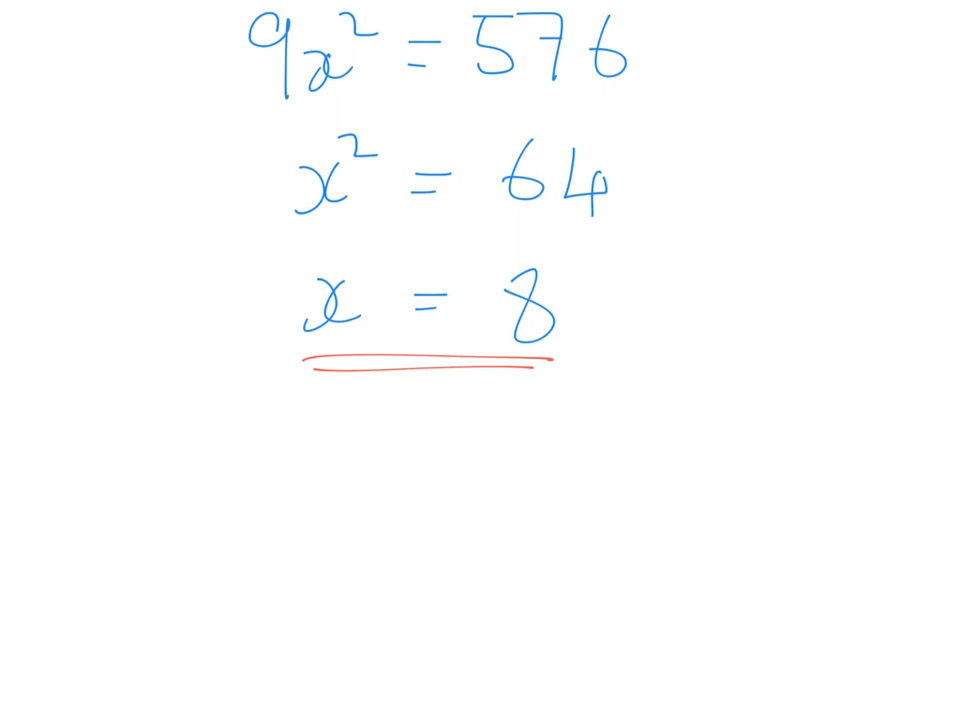 9x² = 576
x² = 64
x = 8